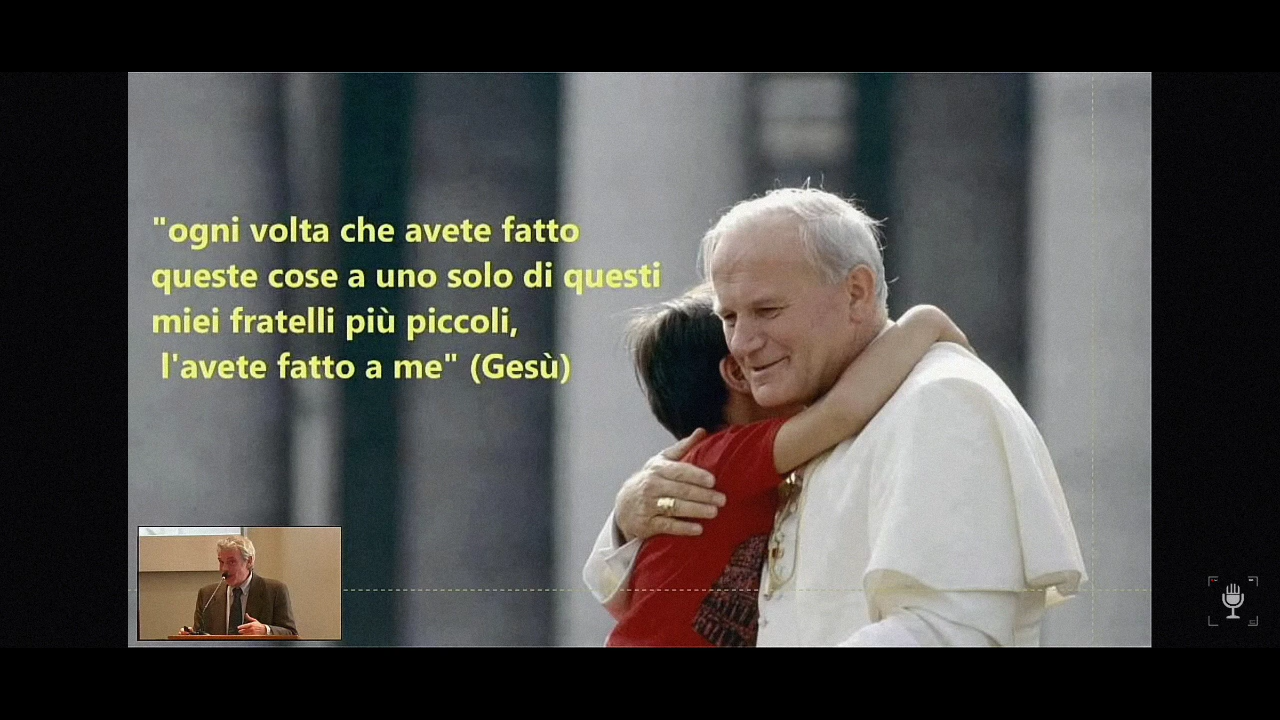 "ogni volta che avete fatto
queste cose a uno solo di questi
miei fratelli più piccoli,
l'avete fatto a me" (Gesù)